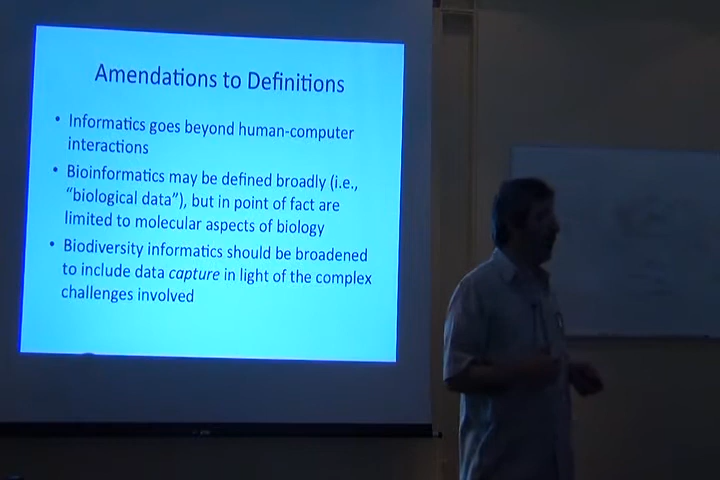 Amendations to Definitions
• Informatics goes beyond human-computer
interactions
• Bioinformatics may be defined broadly (i.e.,
“biological data”), but in point of fact are
limited to molecular aspects of biology
• Biodiversity informatics should be broadened
to include data capture in light of the complex
challenges involved